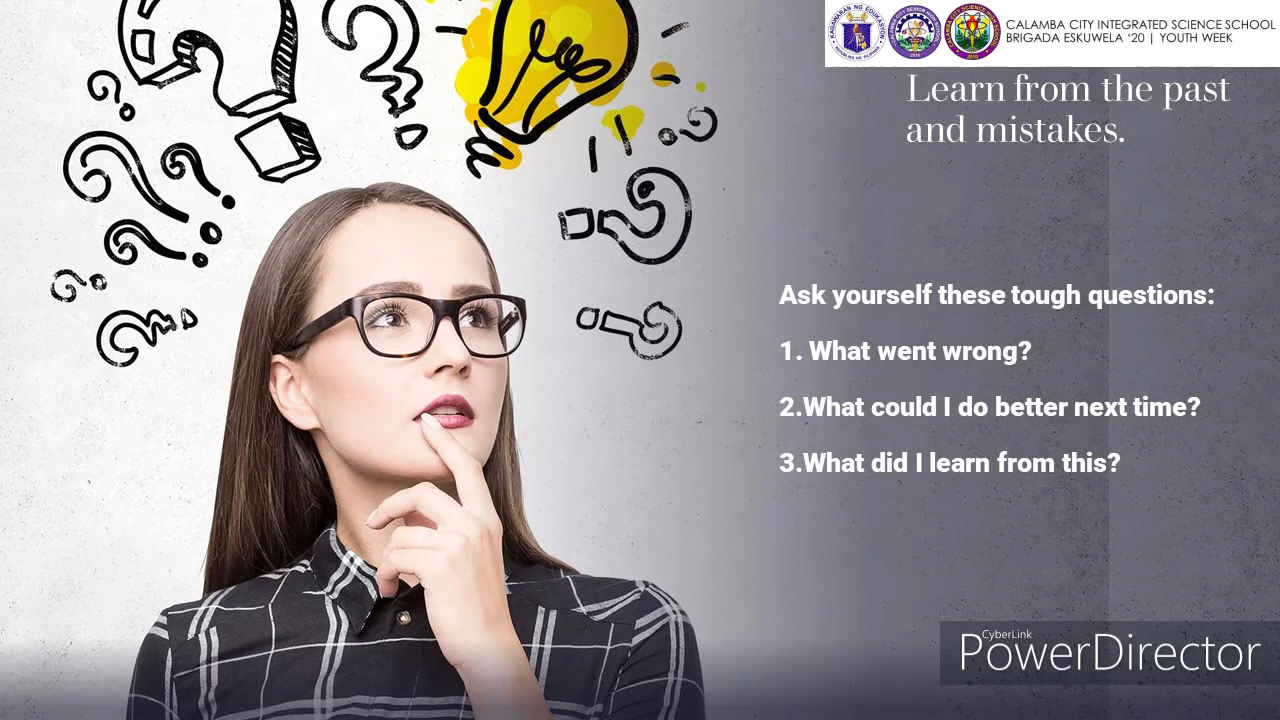 CALAMBA CITY INTEGRATED SCIENCE SCHOOL
BRIGADA ESKUWELA ‘20 | YOUTH WEEK
Learn from the past
and mistakes.
Ask yourself these tough questions:
1. What went wrong?
2.What could I do better next time?
3.What did I learn from this?
CyberLink
PowerDirector